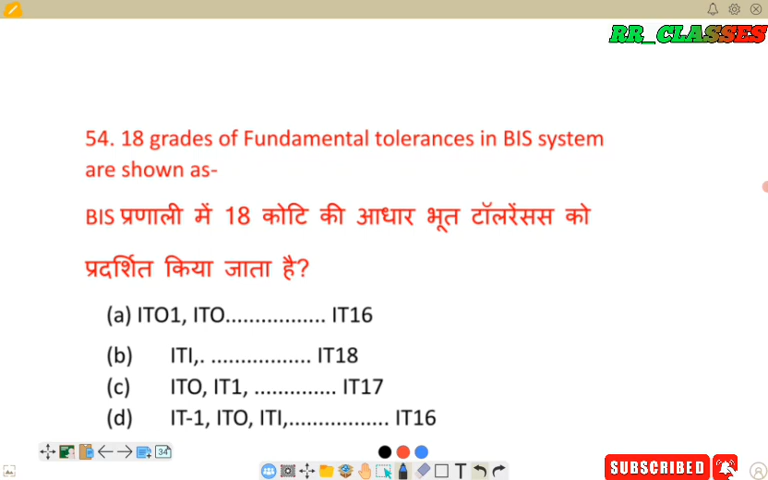 RR_CLASSES
54. 18 grades of Fundamental tolerances in BIS system
are shown as-
BIS प्रणाली में 18 कोटि की आधार भूत टॉलरेंसस को
प्रदर्शित किया जाता है?
(a) ITO1, ITO................. IT16
(b) ITI,. ................. IT18
(c) ITO, IT1, .............. IT17
(d) IT-1, ITO, ITI,................. IT16
34
T
SUBSCRIBED